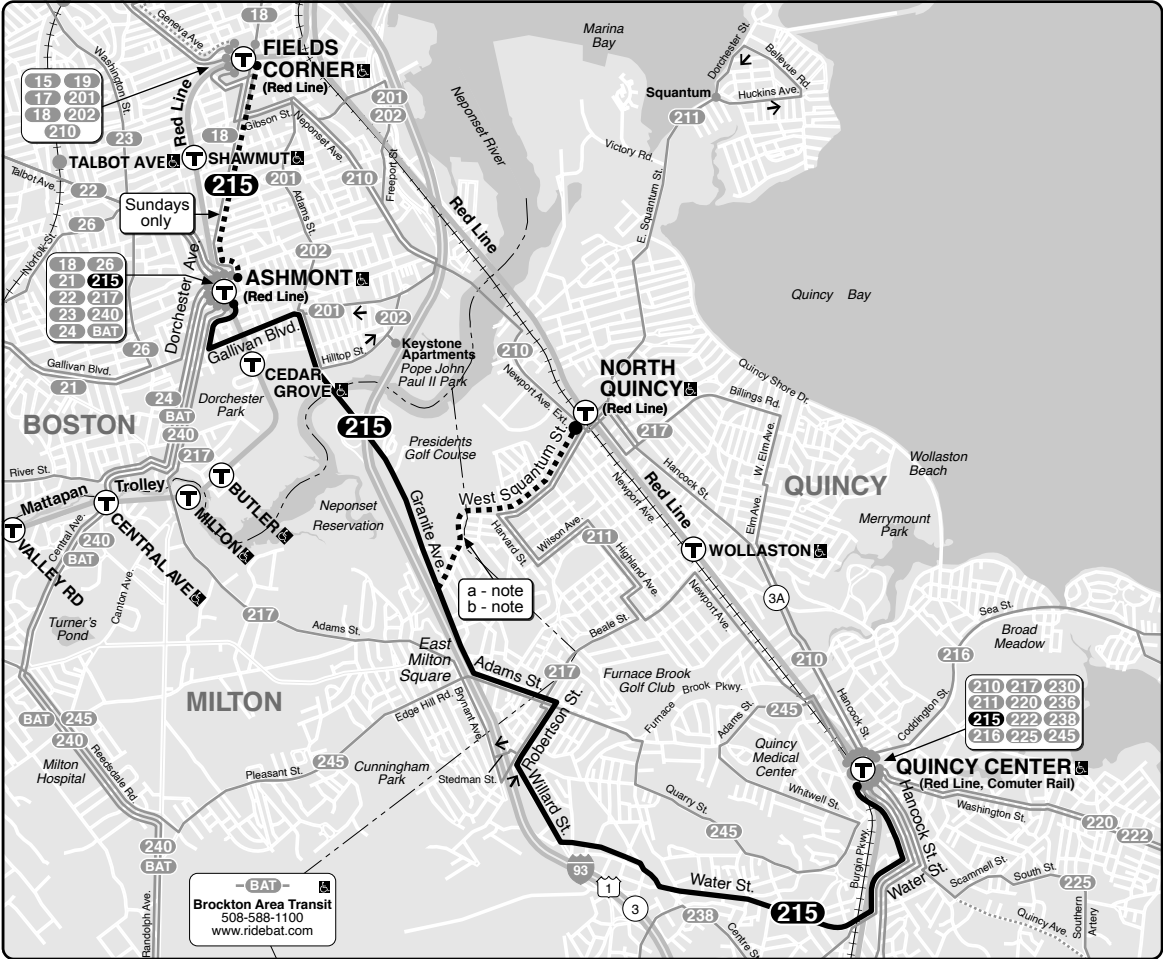 18
Geneva Ave.
Washington St.
FIELDS
CORNER
(Red Line)
15 19
17 201
18 202
210
Red Line
23
18
Gibson St.
Neponset Ave.
201
202
TALBOT AVE
SHAWMUT
Talbot Ave.
22
215
201
210
Freeport St
Adams St.
Sundays
only
26
Norfolk St.
202
18 26
21 215
22 217
23 240
24 BAT
Dorchester Ave.
ASHMONT
(Red Line)
Gallivan Blvd.
201
202
Hilltop St.
Keystone
Apartments
Pope John
Paul II Park
26
Gallivan Blvd.
21
CEDAR
GROVE
24
BAT
240
217
BOSTON
Dorchester
Park
215
Presidents
Golf Course
Marina
Bay
Neponset River
Squantum
Dorchester St.
Bellevue Rd.
Huckins Ave.
211
Victory Rd.
E. Squantum St.
Red Line
Quincy Bay
210
Newport Ave. Ext.
NORTH
QUINCY
(Red Line)
Quincy Shore Dr.
Billings Rd.
217
Hancock St.
W. Elm Ave.
Elm Ave.
Red Line
Newport Ave.
QUINCY
Wollaston
Beach
Merrymount
Park
River St.
Mattapan Trolley
BUTLER
MILTON
CENTRAL AVE
VALLEY RD
Central Ave.
240
BAT
Canton Ave.
Turner's
Pond
Neponset
Reservation
Granite Ave.
West Squantum St.
Harvard St.
Wilson Ave.
211
Highland Ave.
WOLLASTON
a - note
b - note
3A
Newport Ave.
Beale St.
217
Adams St.
East
Milton
Square
Adams St.
217
Furnace Brook
Golf Club
Furnace Brook Pkwy.
210
Hancock St.
Sea St.
Broad
Meadow
216
Coddington St.
MILTON
BAT
245
240
Milton
Hospital
Reedsdale Rd
Edge Hill Rd.
Brynant Ave.
Robertson St.
Pleasant St.
245
Cunningham
Park
Stedman St.
Willard St.
Adams St.
245
Quincy
Medical
Center
Whitwell St.
210 217 230
211 220 236
215 222 238
216 225 245
QUINCY CENTER
(Red Line, Comuter Rail)
Hancock St.
Washington St.
220
222
Quarry St.
245
Burgin Pkwy.
240
BAT
Randolph Ave.
BAT
Brockton Area Transit
508-588-1100
www.ridebat.com
93
1
3
Water St.
215
238
Centre St.
Water St.
Scammell St.
South St.
225
Quincy Ave.
Southern
Artery